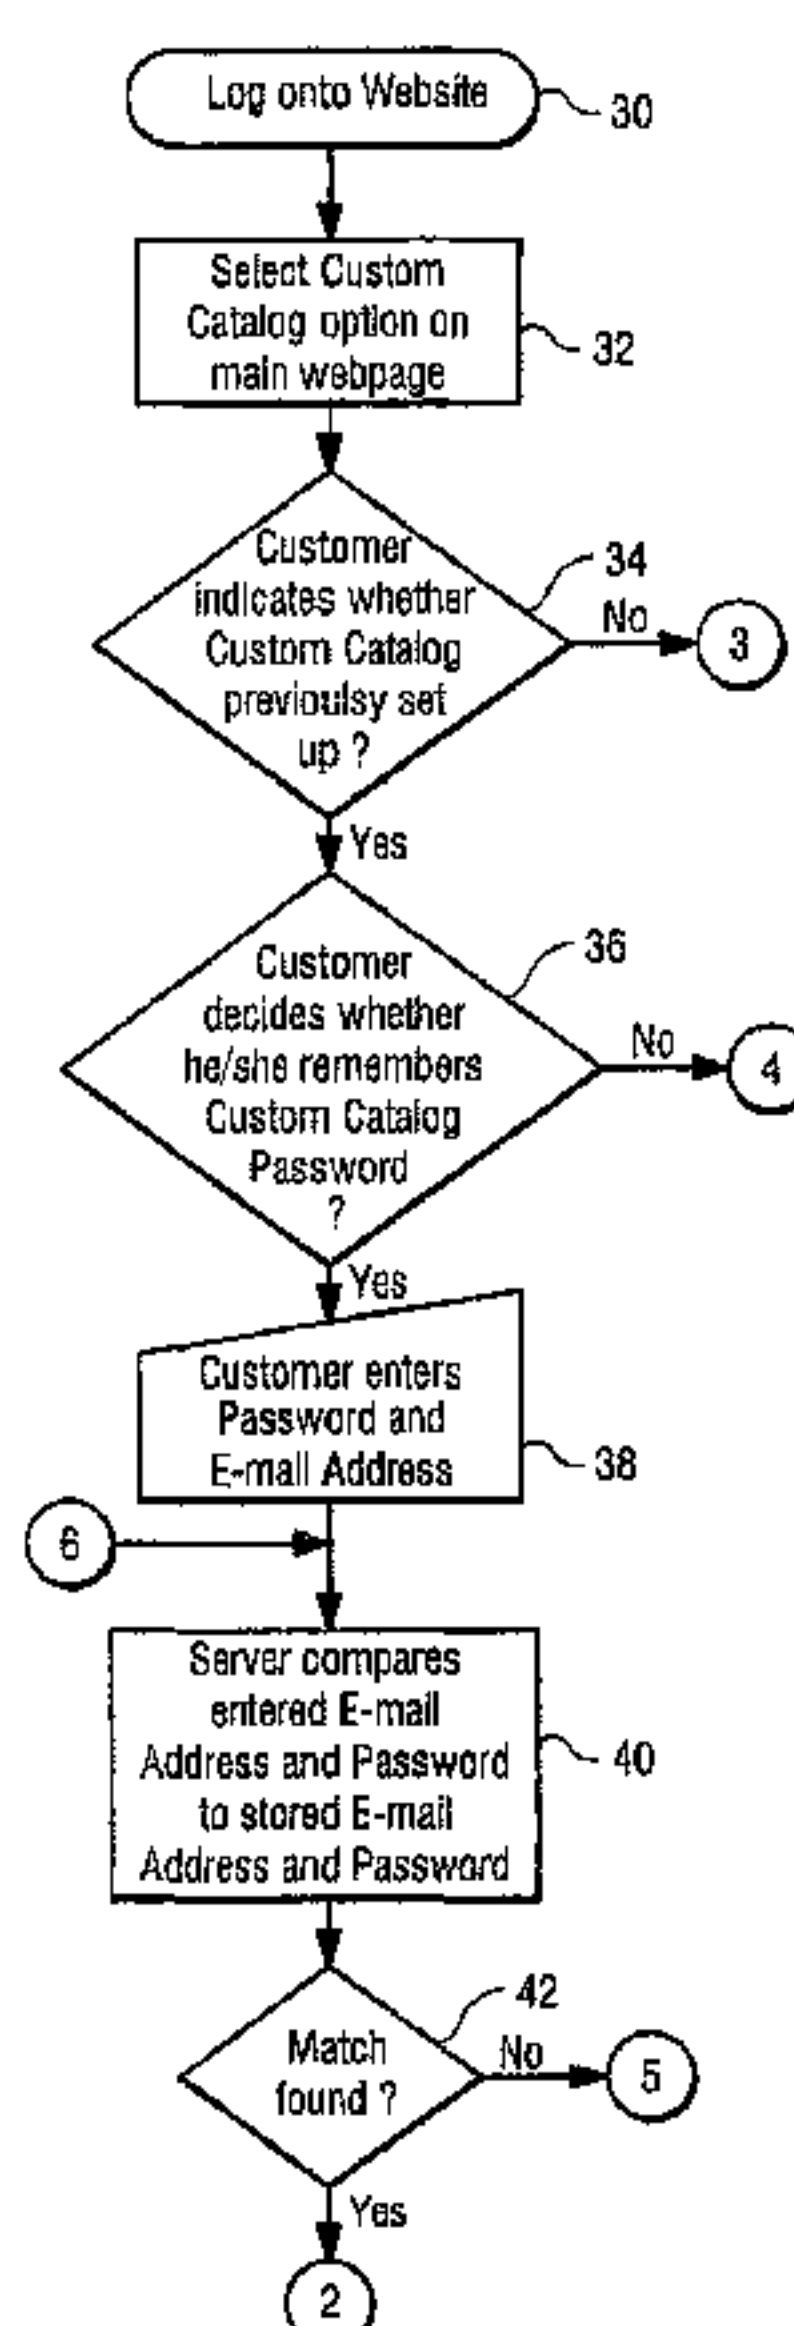 Log onto Website
30
Select Custom
Catalog option on
main webpage
32
Customer
indicates whether
Custom Catalog
previoulsy set
up ?
34
No
3
Yes
Customer
decides whether
he/she remembers
Custom Catalog
Password
?
36
No
4
Yes
Customer enters
Password and
E-mail Address
38
6
Server compares
entered E-mail
Address and Password
to stored E-mail
Address and Password
40
Match
found ?
42
No
5
Yes
2